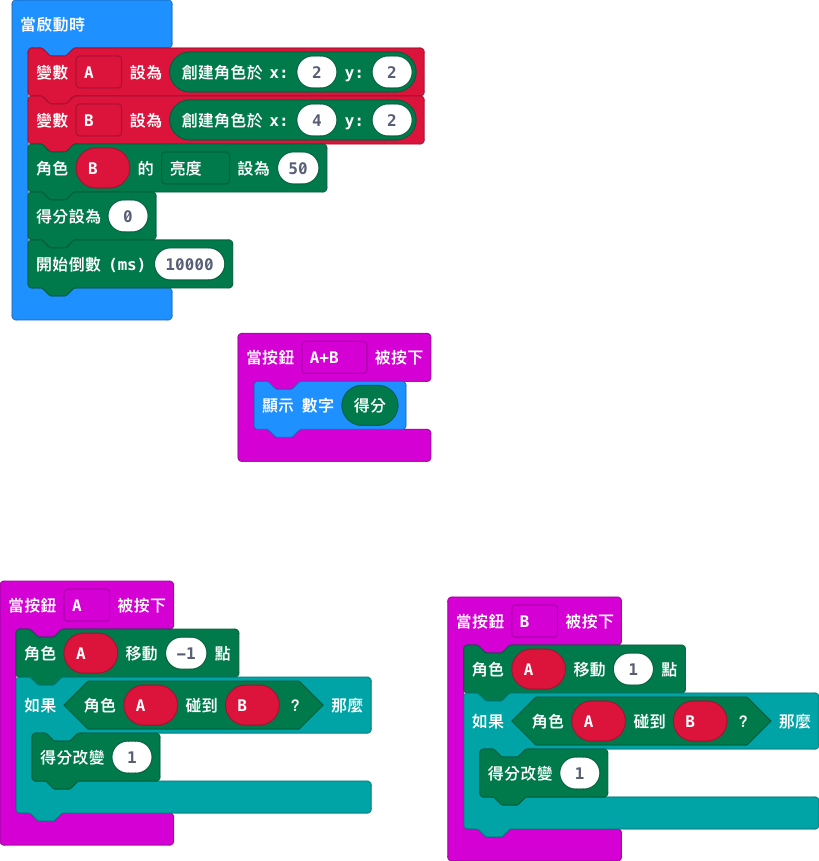 當啟動時
變數 A 設為 創建角色於 x: 2 y: 2
變數 B 設為 創建角色於 x: 4 y: 2
角色 B 的 亮度 設為 50
得分設為 0
開始倒數 (ms) 10000
當按鈕 A+B 被按下
顯示 數字 得分
當按鈕 A 被按下
角色 A 移動 -1 點
如果 角色 A 碰到 B ? 那麼
得分改變 1
當按鈕 B 被按下
角色 A 移動 1 點
如果 角色 A 碰到 B ? 那麼
得分改變 1